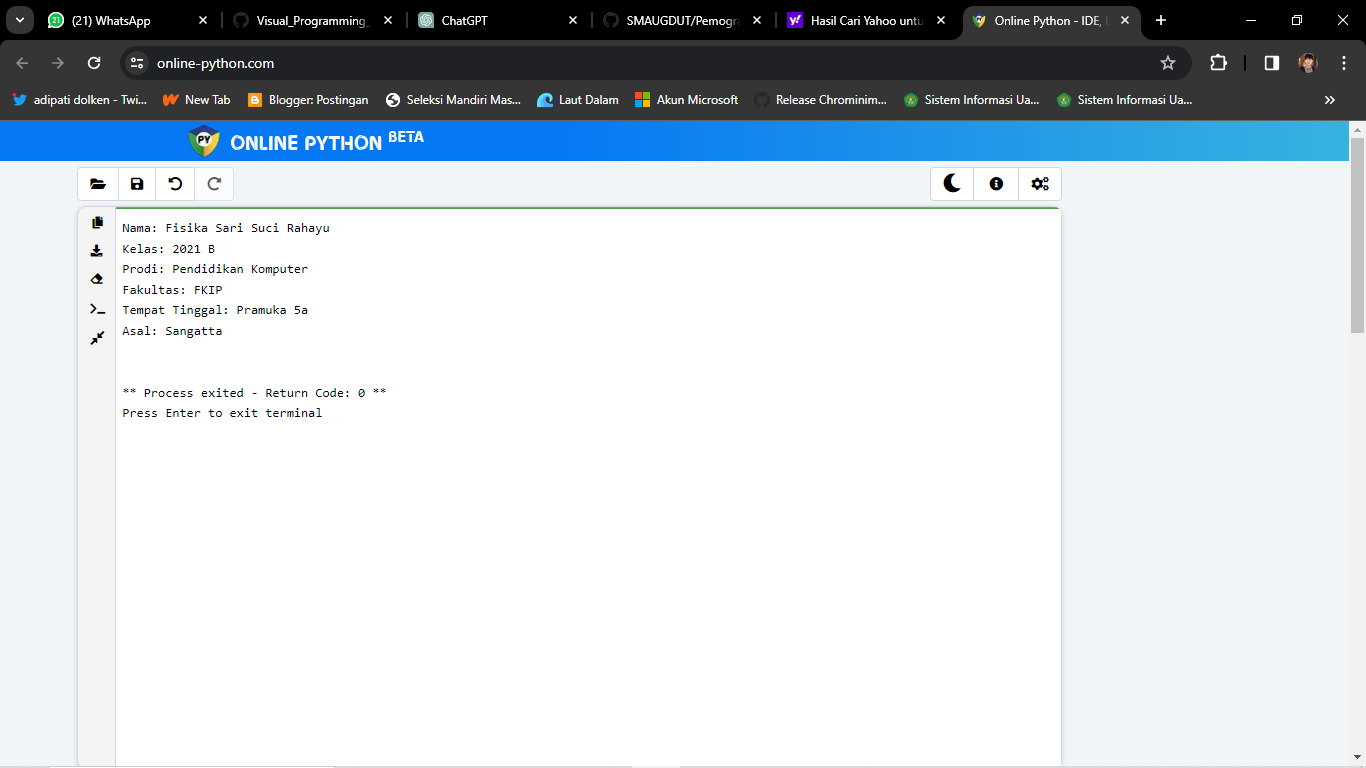 21
(21) WhatsApp
Visual_Programming_
ChatGPT
SMAUGDUT/Pemogra
y!
Hasil Cari Yahoo untu
Online Python - IDE,
online-python.com
adipati dolken - Twi...
New Tab
Blogger: Postingan
Seleksi Mandiri Mas...
Laut Dalam
Akun Microsoft
Release Chrominim...
Sistem Informasi Ua...
Sistem Informasi Ua...
PY
ONLINE PYTHON BETA
Nama: Fisika Sari Suci Rahayu
Kelas: 2021 B
Prodi: Pendidikan Komputer
Fakultas: FKIP
Tempat Tinggal: Pramuka 5a
Asal: Sangatta
** Process exited - Return Code: 0 **
Press Enter to exit terminal